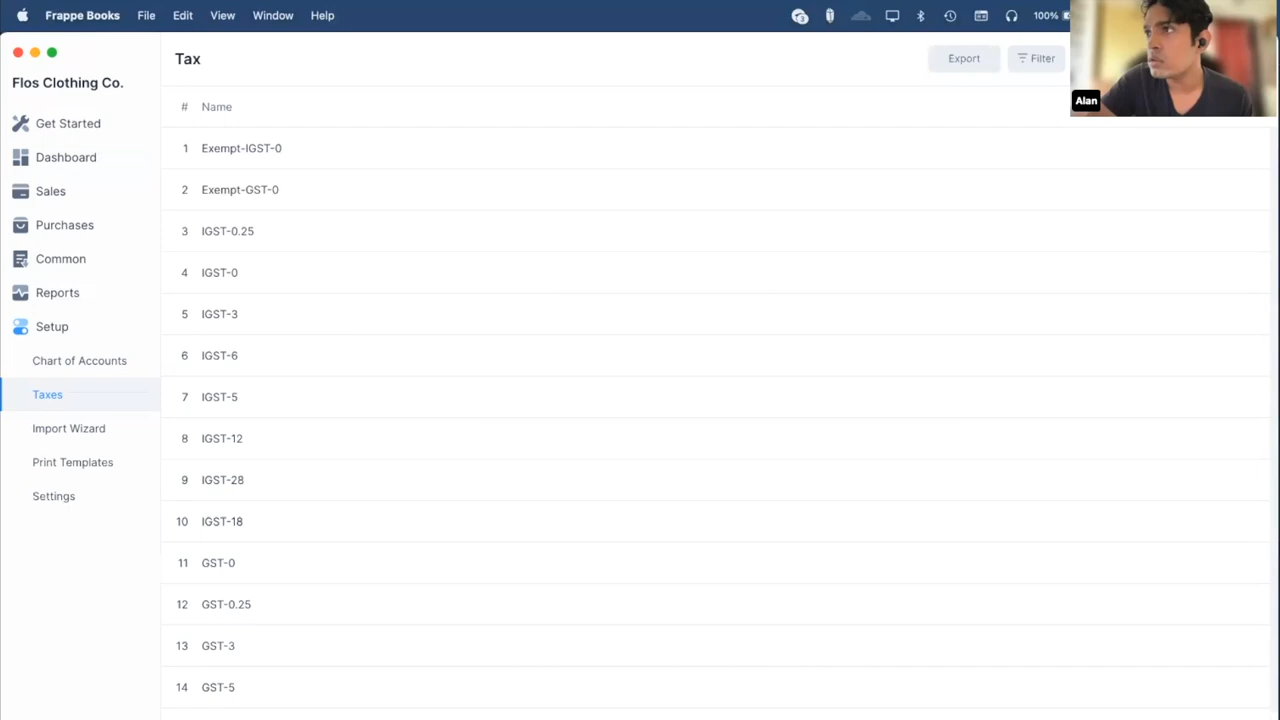 Frappe Books File Edit View Window Help 100%
Alan
Flos Clothing Co.
Get Started
Dashboard
Sales
Purchases
Common
Reports
Setup
Chart of Accounts
Taxes
Import Wizard
Print Templates
Settings
Tax
Export Filter
# Name
1 Exempt-IGST-0
2 Exempt-GST-0
3 IGST-0.25
4 IGST-0
5 IGST-3
6 IGST-6
7 IGST-5
8 IGST-12
9 IGST-28
10 IGST-18
11 GST-0
12 GST-0.25
13 GST-3
14 GST-5